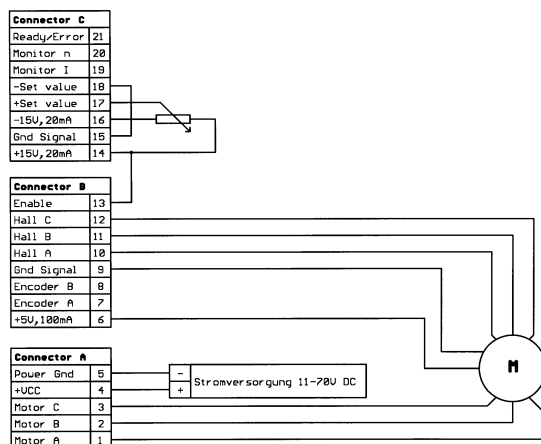 Connector C
Ready/Error 21
Monitor n 20
Monitor I 19
-Set value 18
+Set value 17
-15V,20mA 16
Gnd Signal 15
+15V,20mA 14
Connector B
Enable 13
Hall C 12
Hall B 11
Hall A 10
Gnd Signal 9
Encoder B 8
Encoder A 7
+5V,100mA 6
M
Connector A
Power Gnd 5
- Stromversorgung 11-70V DC
+VCC 4
+
Motor C 3
Motor B 2
Motor A 1